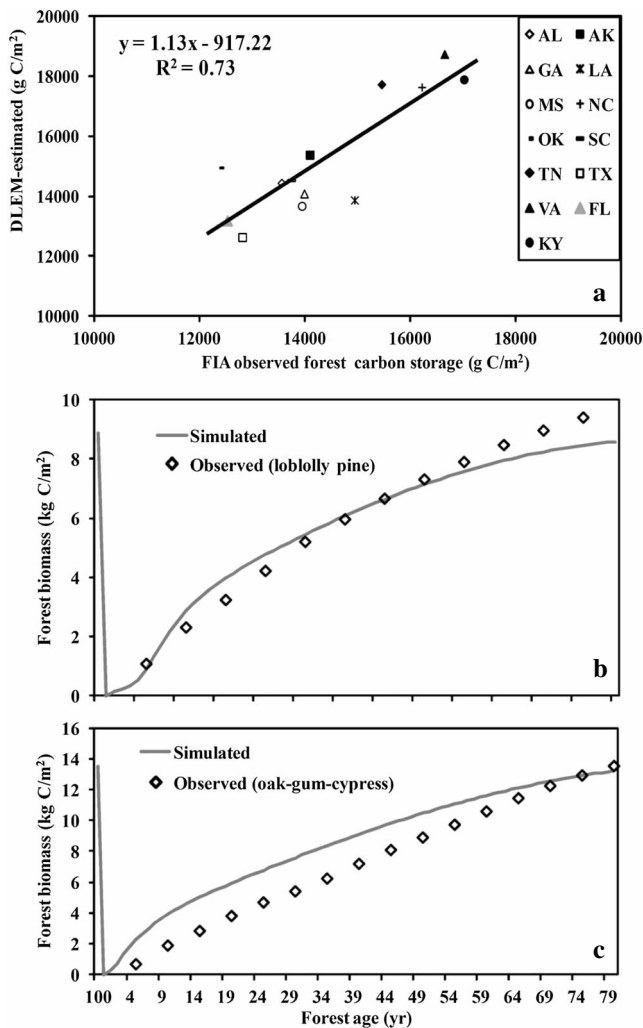 20000
18000
16000
14000
12000
10000
DLEM-estimated (g C/m²)
y = 1.13x - 917.22
R² = 0.73
AL AK
GA LA
MS NC
OK SC
TN TX
VA FL
KY
a
10000 12000 14000 16000 18000 20000
FIA observed forest carbon storage (g C/m²)
10
8
6
4
2
0
Forest biomass (kg C/m²)
Simulated
Observed (loblolly pine)
b
16
14
12
10
8
6
4
2
0
Forest biomass (kg C/m²)
Simulated
Observed (oak-gum-cypress)
c
100 4 9 14 19 24 29 34 39 44 49 54 59 64 69 74 79
Forest age (yr)